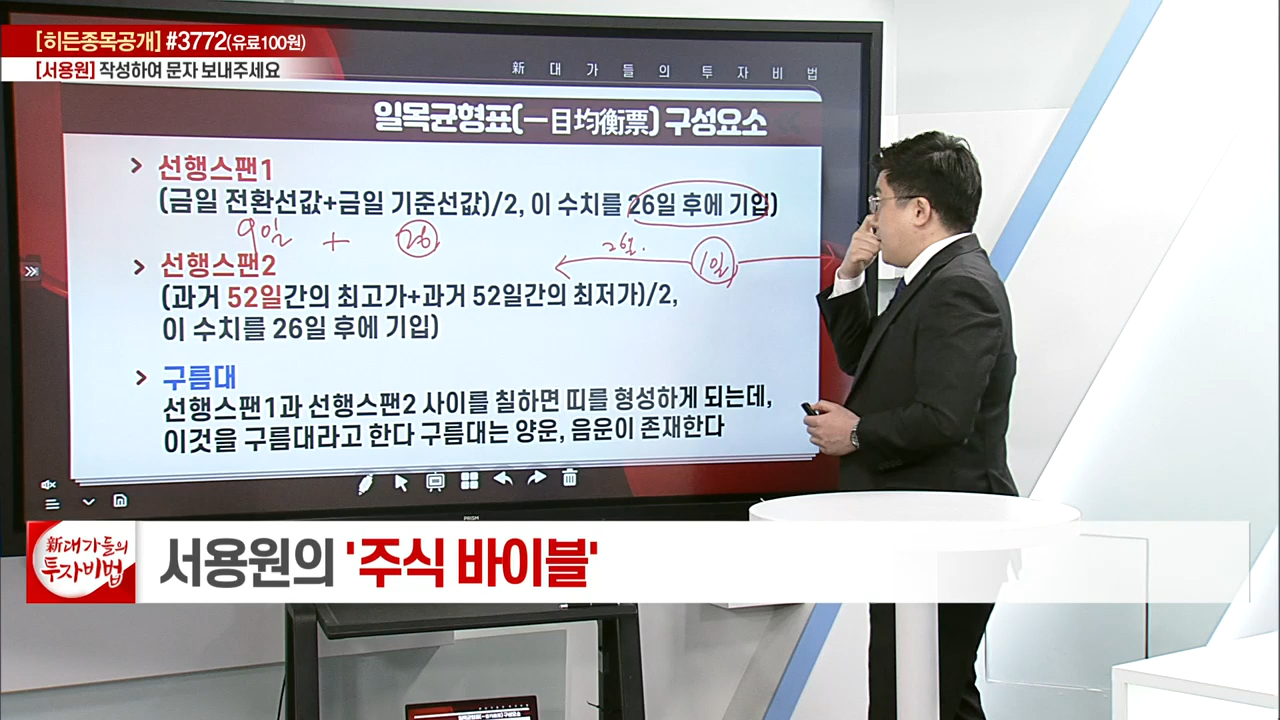 [히든종목공개] #3772(유료100원)
[서용원] 작성하여 문자 보내주세요
新 대 가 들 의 투 자 비 법
일목균형표(一目均衡票) 구성요소
선행스팬1
(금일 전환선값+금일 기준선값)/2, 이 수치를 26일 후에 기입)
9일 + 26
26일.
1일
선행스팬2
(과거 52일간의 최고가+과거 52일간의 최저가)/2,
이 수치를 26일 후에 기입)
구름대
선행스팬1과 선행스팬2 사이를 칠하면 띠를 형성하게 되는데,
이것을 구름대라고 한다 구름대는 양운, 음운이 존재한다
PRISM
新대가들의
투자비법
서용원의 '주식 바이블'